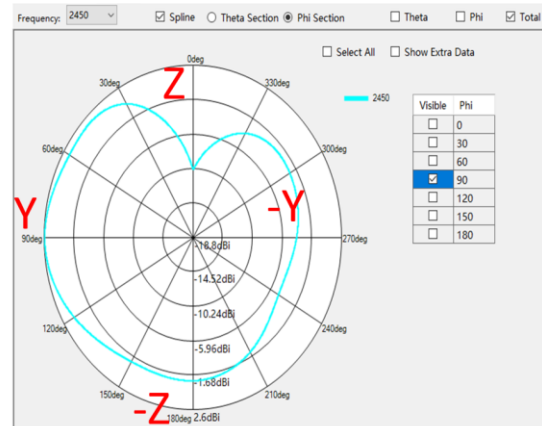 Frequency: 2450 Spline Theta Section Phi Section Theta Phi Total
Select All Show Extra Data
0deg
Z
30deg
330deg
2450
Visible Phi
0
30
60
90
120
150
180
60deg
300deg
Y
-Y
90deg
270deg
-18.8dBi
-14.52dBi
-10.24dBi
120deg
240deg
-5.96dBi
-1.68dBi
150deg
210deg
-Z
180deg 2.6dBi